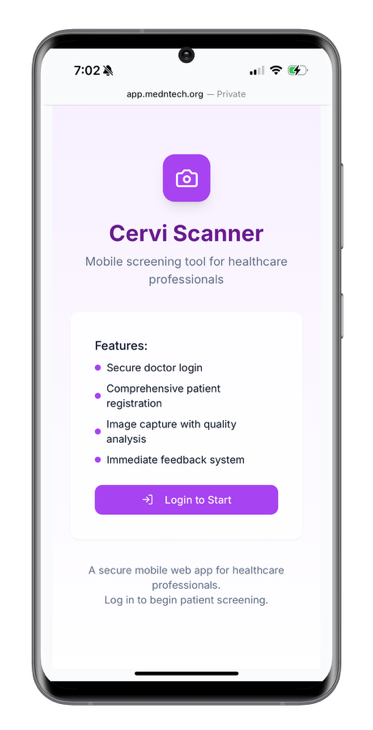 7:02
app.medntech.org — Private
Cervi Scanner
Mobile screening tool for healthcare
professionals
Features:
Secure doctor login
Comprehensive patient
registration
Image capture with quality
analysis
Immediate feedback system
Login to Start
A secure mobile web app for healthcare
professionals.
Log in to begin patient screening.